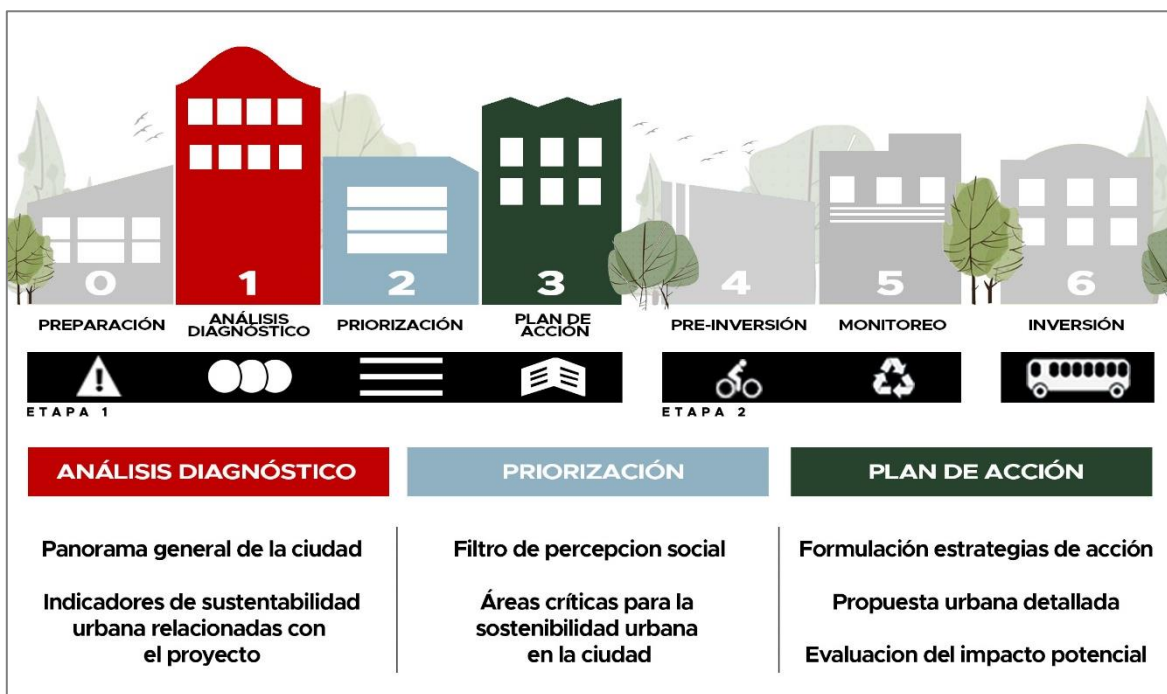 0
1
2
3
4
5
6
PREPARACIÓN
ANÁLISIS
DIAGNÓSTICO
PRIORIZACIÓN
PLAN DE
ACCIÓN
PRE-INVERSIÓN
MONITOREO
INVERSIÓN
!
ETAPA 1
ETAPA 2
ANÁLISIS DIAGNÓSTICO
Panorama general de la ciudad
Indicadores de sustentabilidad
urbana relacionadas con
el proyecto
PRIORIZACIÓN
Filtro de percepcion social
Áreas críticas para la
sostenibilidad urbana
en la ciudad
PLAN DE ACCIÓN
Formulación estrategias de acción
Propuesta urbana detallada
Evaluacion del impacto potencial